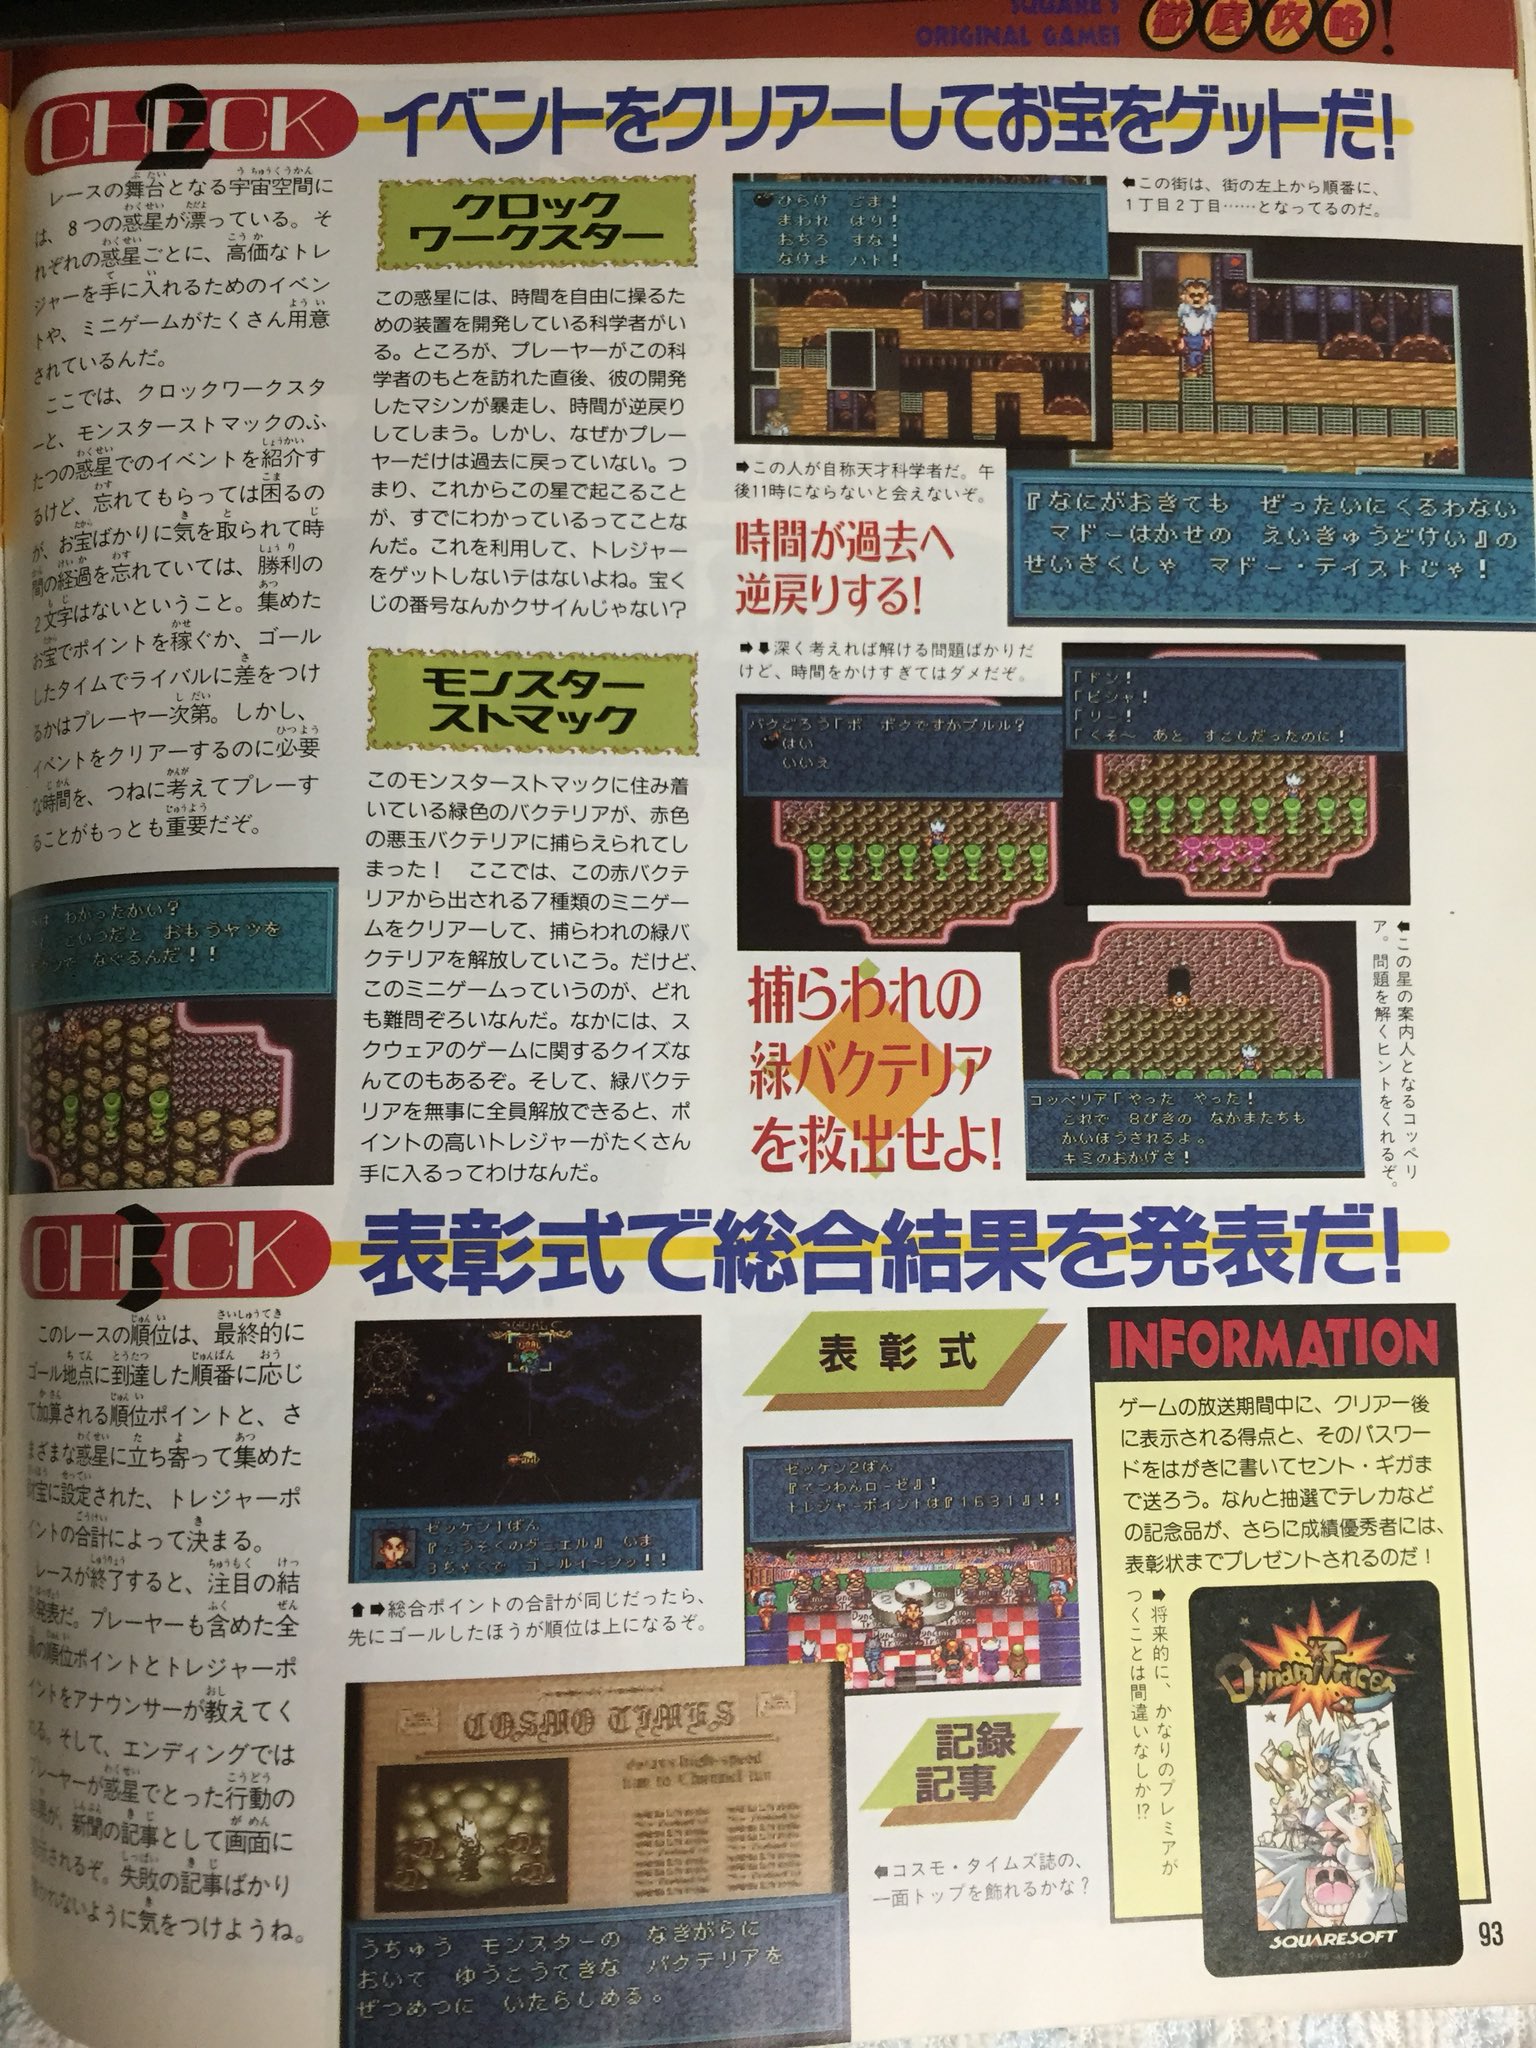 SQUARE'S
ORIGINAL GAMES
徹底攻略!
CHECK 2
イベントをクリアーしてお宝をゲットだ!
レースの舞台となる宇宙空間に
は、8つの惑星が漂っている。そ
れぞれの惑星ごとに、高価なトレ
ジャーを手に入れるためのイベン
トや、ミニゲームがたくさん用意
されているんだ。
ここでは、クロックワークスタ
ーと、モンスターストマックのふ
たつの惑星でのイベントを紹介す
るけど、忘れてもらっては困るの
が、お宝ばかりに気を取られて時
間の経過を忘れていては、勝利の
2文字はないということ。集めた
お宝でポイントを稼ぐか、ゴール
したタイムでライバルに差をつけ
るかはプレーヤー次第。しかし、
イベントをクリアーするのに必要
な時間を、つねに考えてプレーす
ることがもっとも重要だぞ。
わかったかい?
こいつだと おもうヤツを
なぐるんだ!!
クロック
ワークスター
この惑星には、時間を自由に操るた
めの装置を開発している科学者がい
る。ところが、プレーヤーがこの科
学者のもとを訪れた直後、彼の開発
したマシンが暴走し、時間が逆戻り
してしまう。しかし、なぜかプレー
ヤーだけは過去に戻っていない。つ
まり、これからこの星で起こること
が、すでにわかっているってことな
んだ。これを利用して、トレジャー
をゲットしないテはないよね。宝く
じの番号なんかクサイんじゃない?
モンスター
ストマック
このモンスターストマックに住み着
いている緑色のバクテリアが、赤色
の悪玉バクテリアに捕らえられてし
まった! ここでは、この赤バクテ
リアから出される7種類のミニゲー
ムをクリアーして、捕らわれの緑バ
クテリアを解放していこう。だけど、
このミニゲームっていうのが、どれ
も難問ぞろいなんだ。なかには、ス
クウェアのゲームに関するクイズな
んてのもあるぞ。そして、緑バクテ
リアを無事に全員解放できると、ポ
イントの高いトレジャーがたくさん
手に入るってわけなんだ。
ひらけ ごま!
まわれ はり!
おちろ すな!
なけよ ハト!
⬅この街は、街の左上から順番に、
1丁目2丁目……となってるのだ。
➡この人が自称天才科学者だ。午
後11時にならないと会えないぞ。
『なにがおきても ぜったいにくるわない
マドーはかせの えいきゅうどけい』の
せいさくしゃ マドー・テイストじゃ!
時間が過去へ
逆戻りする!
➡⬇深く考えれば解ける問題ばかりだ
けど、時間をかけすぎてはダメだぞ。
バクごろう「ボ ボウですかブルル?
はい
いいえ
「ドン!
「ビシャ!
「リー!
「くそ〜 あと すこしだったのに!
捕らわれの
緑バクテリア
を救出せよ!
コッペリア「やった やった!
これで 8ぴきの なかまたちも
かいほうされるよ。
キミのおかげさ!
⬅この星の案内人となるコッペリ
ア。問題を解くヒントをくれるぞ。
CHECK 3
表彰式で総合結果を発表だ!
このレースの順位は、最終的に
ゴール地点に到達した順番に応じ
て加算される順位ポイントと、さ
まざまな惑星に立ち寄って集めた
財宝に設定された、トレジャーポ
イントの合計によって決まる。
レースが終了すると、注目の結
果発表だ。プレーヤーも含めた全
員の順位ポイントとトレジャーポ
イントをアナウンサーが教えてく
れる。そして、エンディングでは
プレーヤーが惑星でとった行動の
結果が、新聞の記事として画面に
表示されるぞ。失敗の記事ばかり
ないように気をつけようね。
GOAL
ゼッケン1ばん
『こうそくのダニエル』 いま
3ちゃくで ゴールイーンッ!!
⬆➡総合ポイントの合計が同じだったら、
先にゴールしたほうが順位は上になるぞ。
表彰式
ゼッケン2ばん
『てつわんローゼ』!
トレジャーポイントは『1631』!!
COSMO TIMES
うちゅう モンスターの なきがらに
おいて ゆうこうてきな バクテリアを
ぜつめつに いたらしめる。
記録
記事
⬅コスモ・タイムズ誌の、
一面トップを飾れるかな?
INFORMATION
ゲームの放送期間中に、クリアー後
に表示される得点と、そのパスワー
ドをはがきに書いてセント・ギガま
で送ろう。なんと抽選でテレカなど
の記念品が、さらに成績優秀者には、
表彰状までプレゼントされるのだ!
➡将来的に、かなりのプレミアが
つくことは間違いなしか!?
DynamiTracer
SQUARESOFT
93